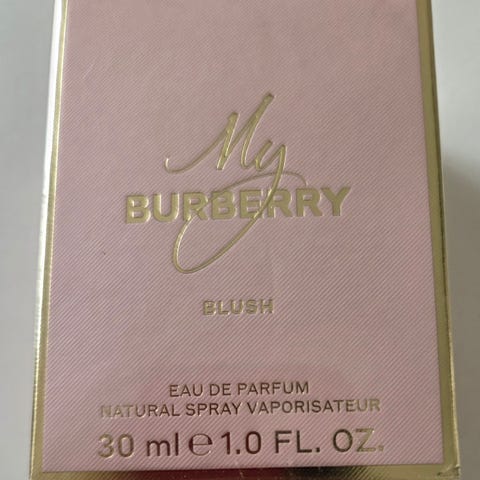 My
BURBERRY
BLUSH
EAU DE PARFUM
NATURAL SPRAY VAPORISATEUR
30 ml ℮ 1.0 FL. OZ.